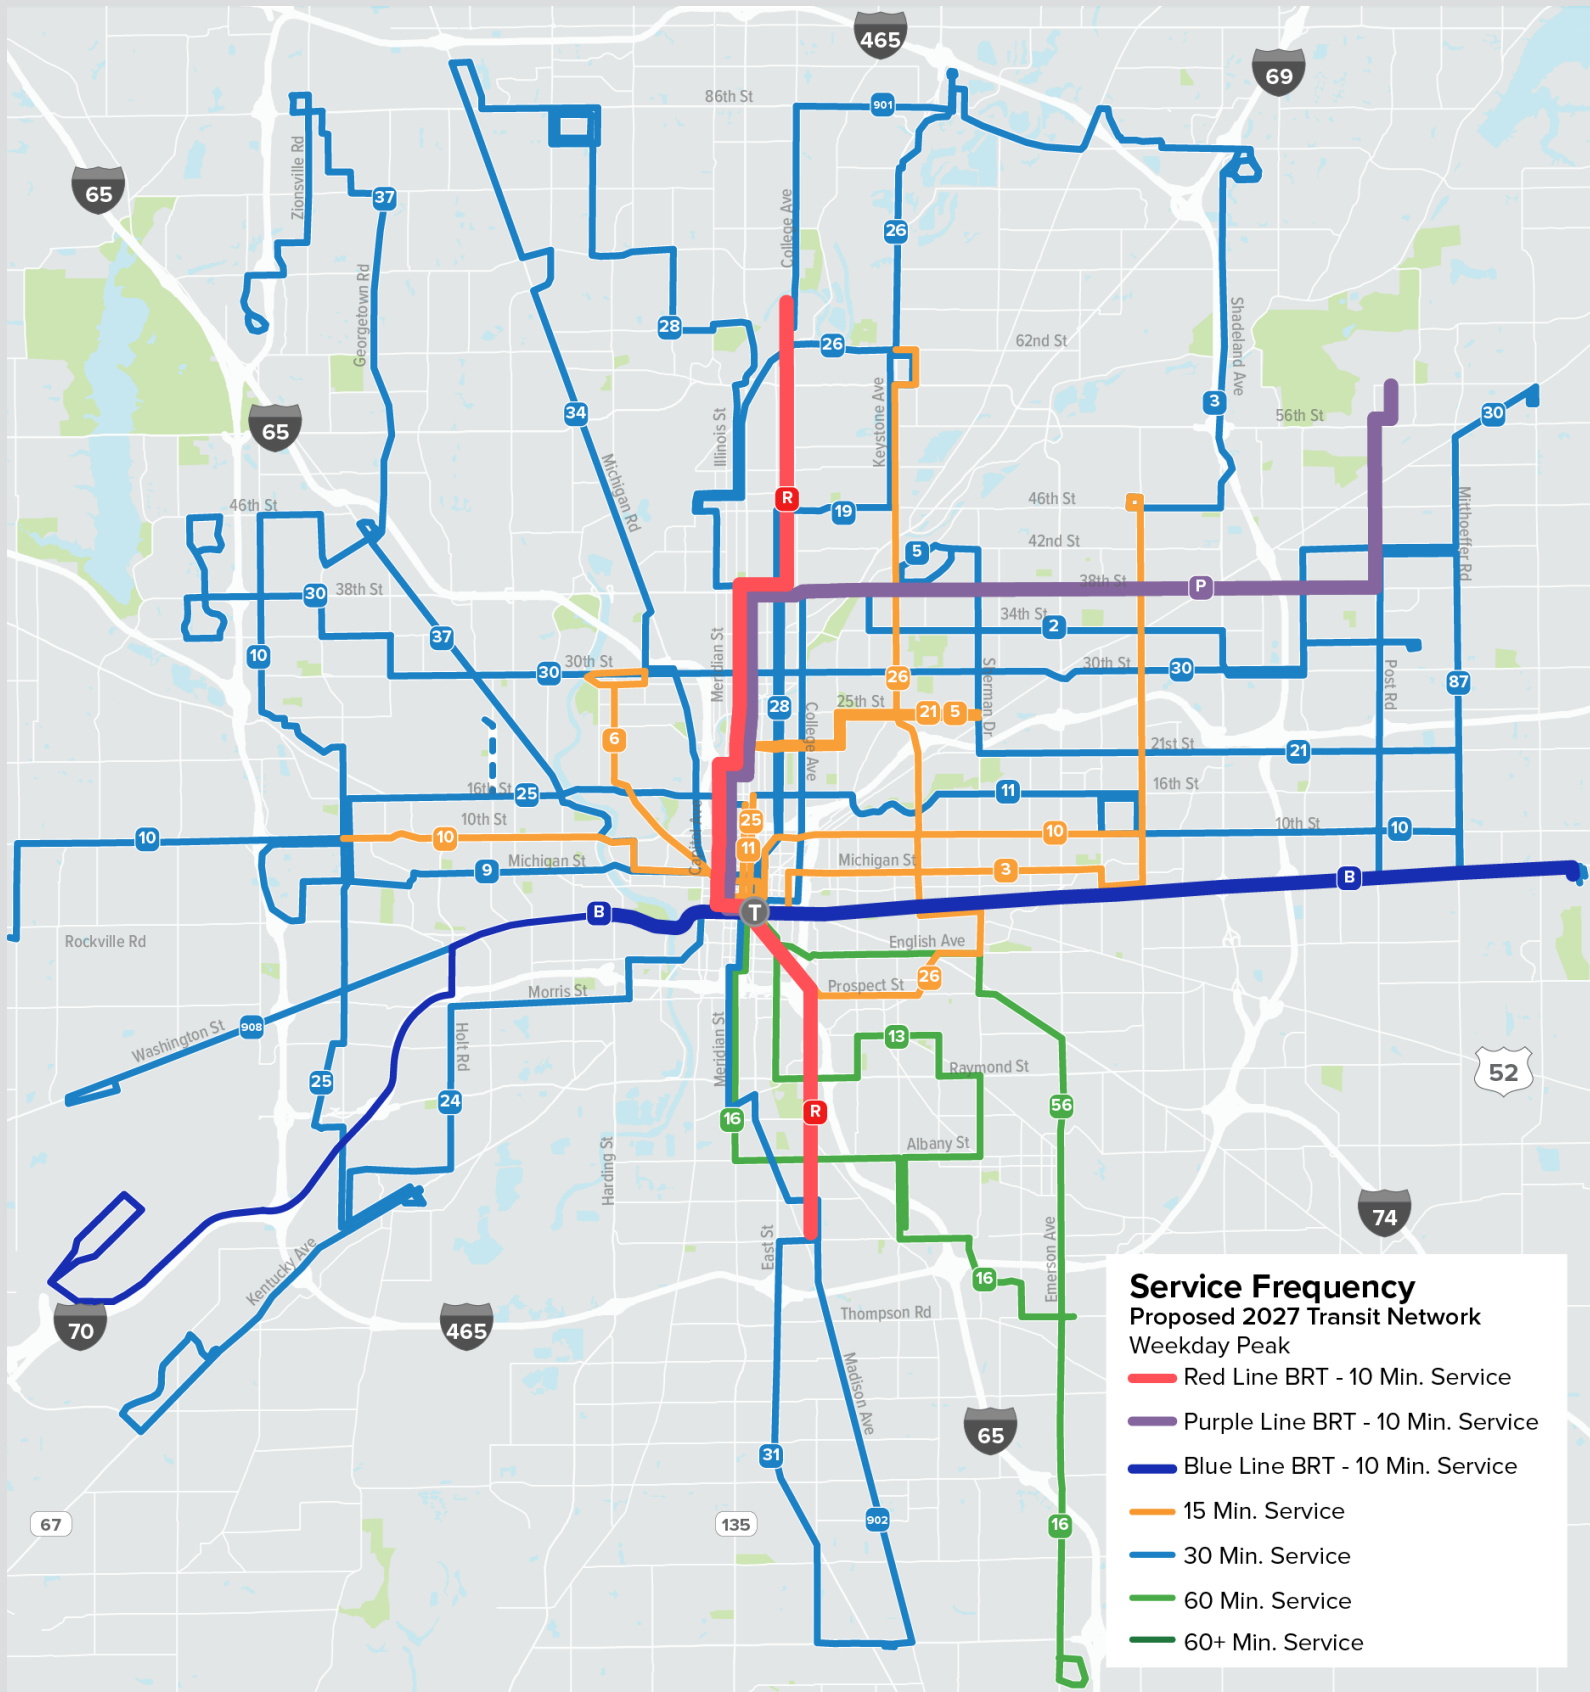 465
69
86th St
901
Zionsville Rd
65
37
College Ave
26
Georgetown Rd
Shadeland Ave
28
26
62nd St
Keystone Ave
3
30
34
Illinois St
56th St
65
Michigan Rd
R
46th St
46th St
19
Mitthoeffer Rd
42nd St
5
38th St
P
30
38th St
34th St
2
37
Meridian St
10
30th St
30
Sherman Dr
30th St
30
Post Rd
87
26
28
College Ave
25th St
21
5
6
21st St
21
16th St
25
11
16th St
10th St
25
10
10
Capitol Ave
10
10th St
10
11
Michigan St
9
Michigan St
3
B
B
T
Rockville Rd
English Ave
26
Prospect St
Morris St
908
Washington St
Holt Rd
Meridian St
13
Raymond St
52
25
24
56
16
R
Albany St
Harding St
74
East St
Emerson Ave
Kentucky Ave
16
70
465
Thompson Rd
Madison Ave
65
31
67
135
902
16
Service Frequency
Proposed 2027 Transit Network
Weekday Peak
Red Line BRT - 10 Min. Service
Purple Line BRT - 10 Min. Service
Blue Line BRT - 10 Min. Service
15 Min. Service
30 Min. Service
60 Min. Service
60+ Min. Service